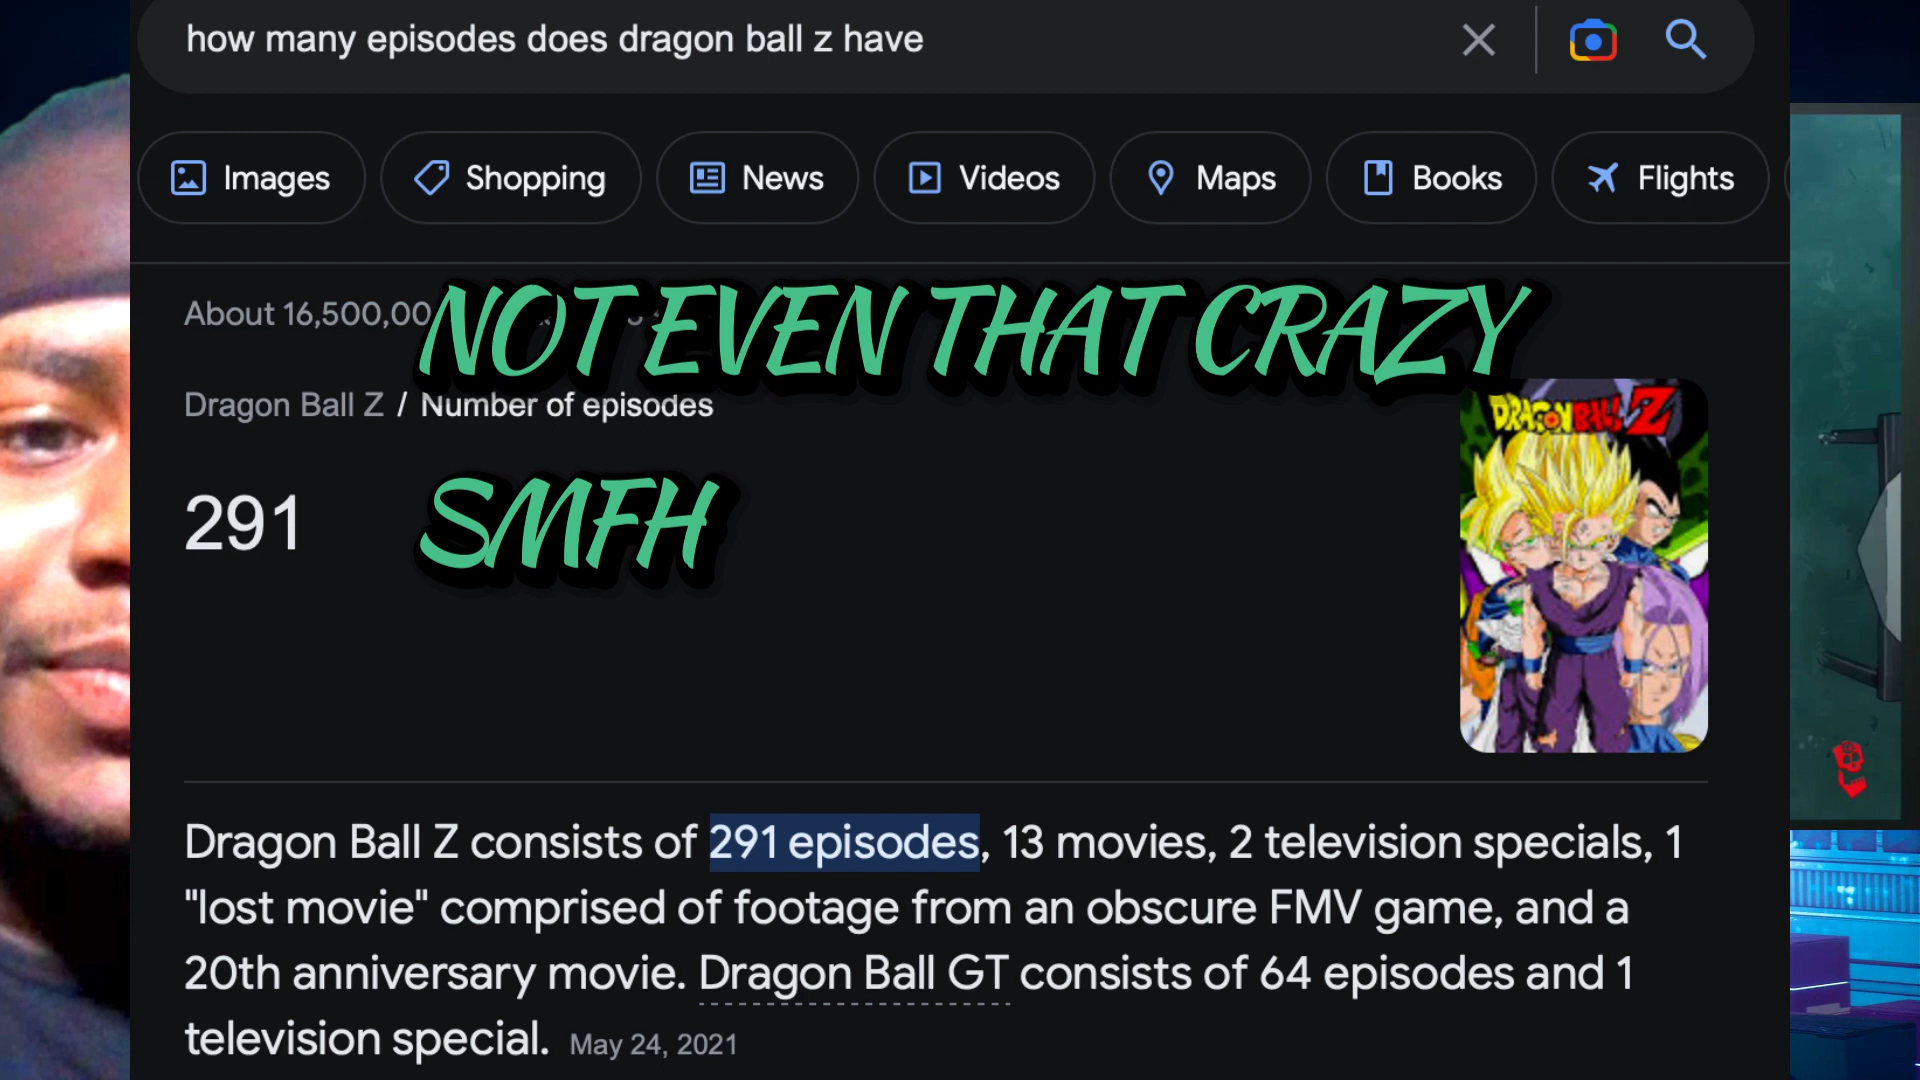 how many episodes does dragon ball z have
Images Shopping News Videos Maps Books Flights
About 16,500,00
NOT EVEN THAT CRAZY
Dragon Ball Z / Number of episodes
DRAGON BALL Z
291
SMFH
Dragon Ball Z consists of 291 episodes, 13 movies, 2 television specials, 1
"lost movie" comprised of footage from an obscure FMV game, and a
20th anniversary movie. Dragon Ball GT consists of 64 episodes and 1
television special. May 24, 2021